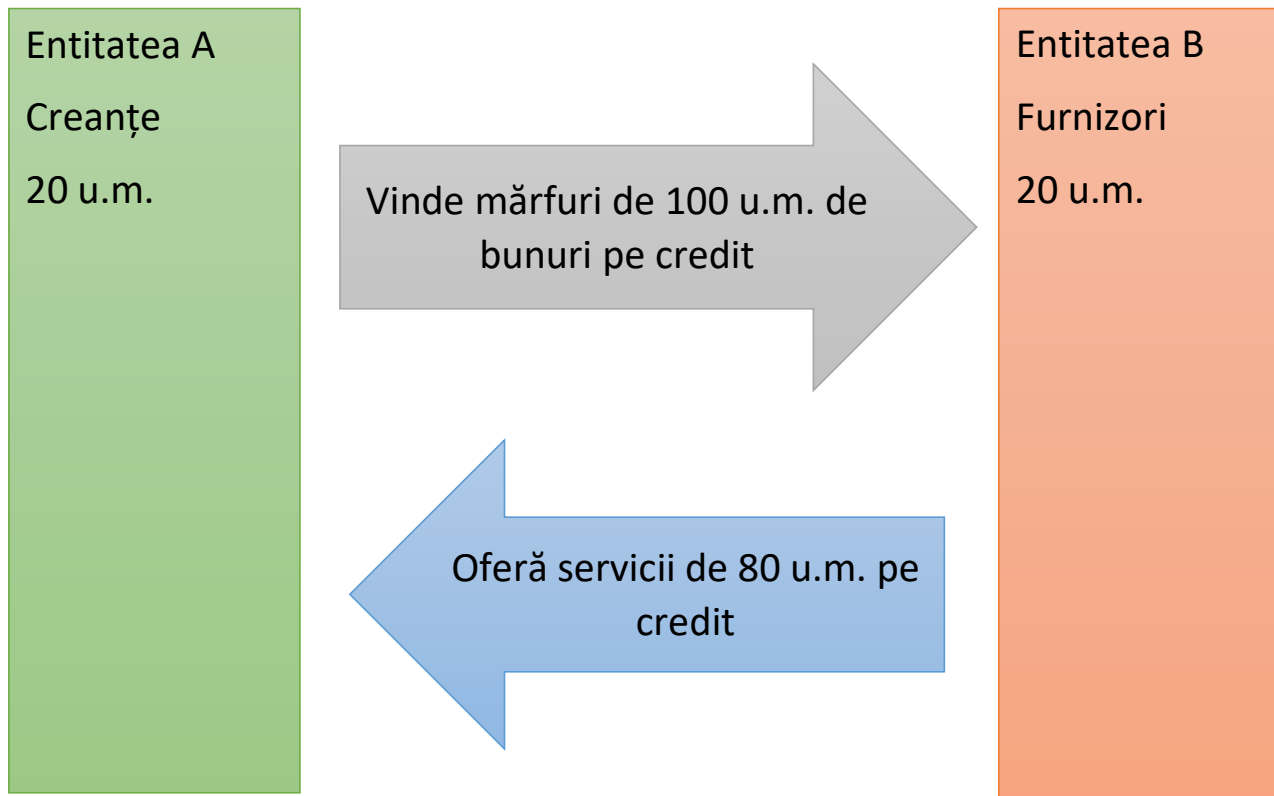 Entitatea A
Creanțe
20 u.m.
Vinde mărfuri de 100 u.m. de
bunuri pe credit
Oferă servicii de 80 u.m. pe
credit
Entitatea B
Furnizori
20 u.m.